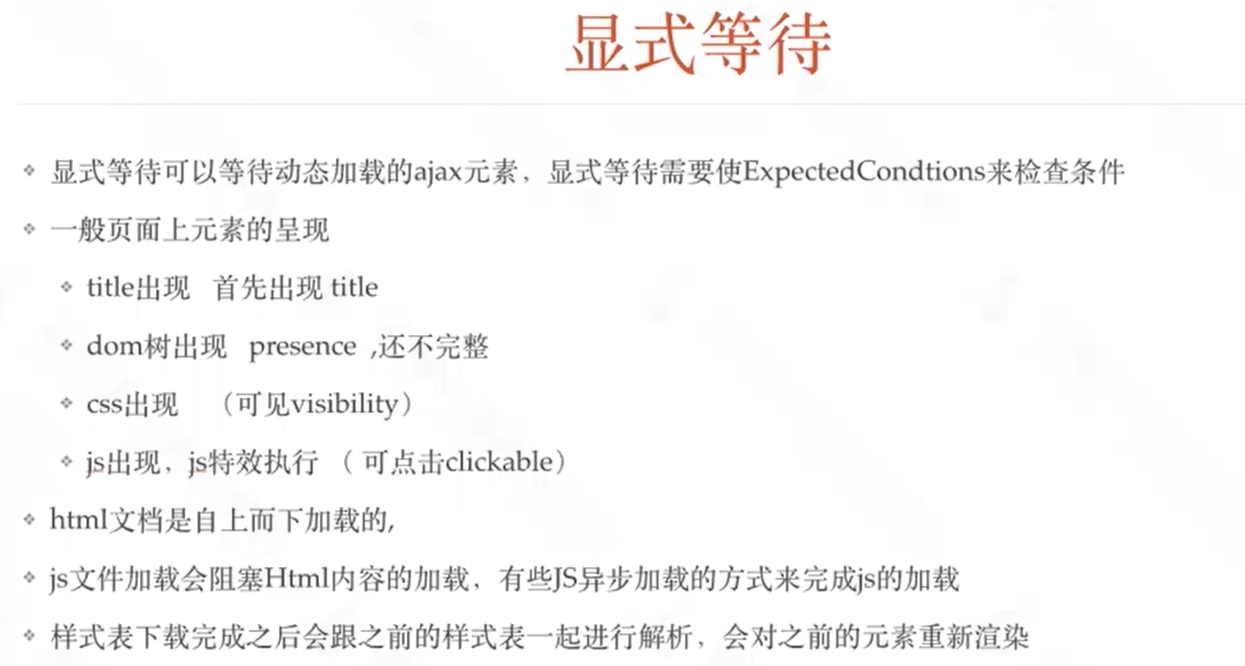 显式等待
显式等待可以等待动态加载的ajax元素，显式等待需要使ExpectedCondtions来检查条件
一般页面上元素的呈现
title出现 首先出现 title
dom树出现 presence ,还不完整
css出现 （可见visibility）
js出现，js特效执行 （ 可点击clickable）
html文档是自上而下加载的,
js文件加载会阻塞Html内容的加载，有些JS异步加载的方式来完成js的加载
样式表下载完成之后会跟之前的样式表一起进行解析，会对之前的元素重新渲染